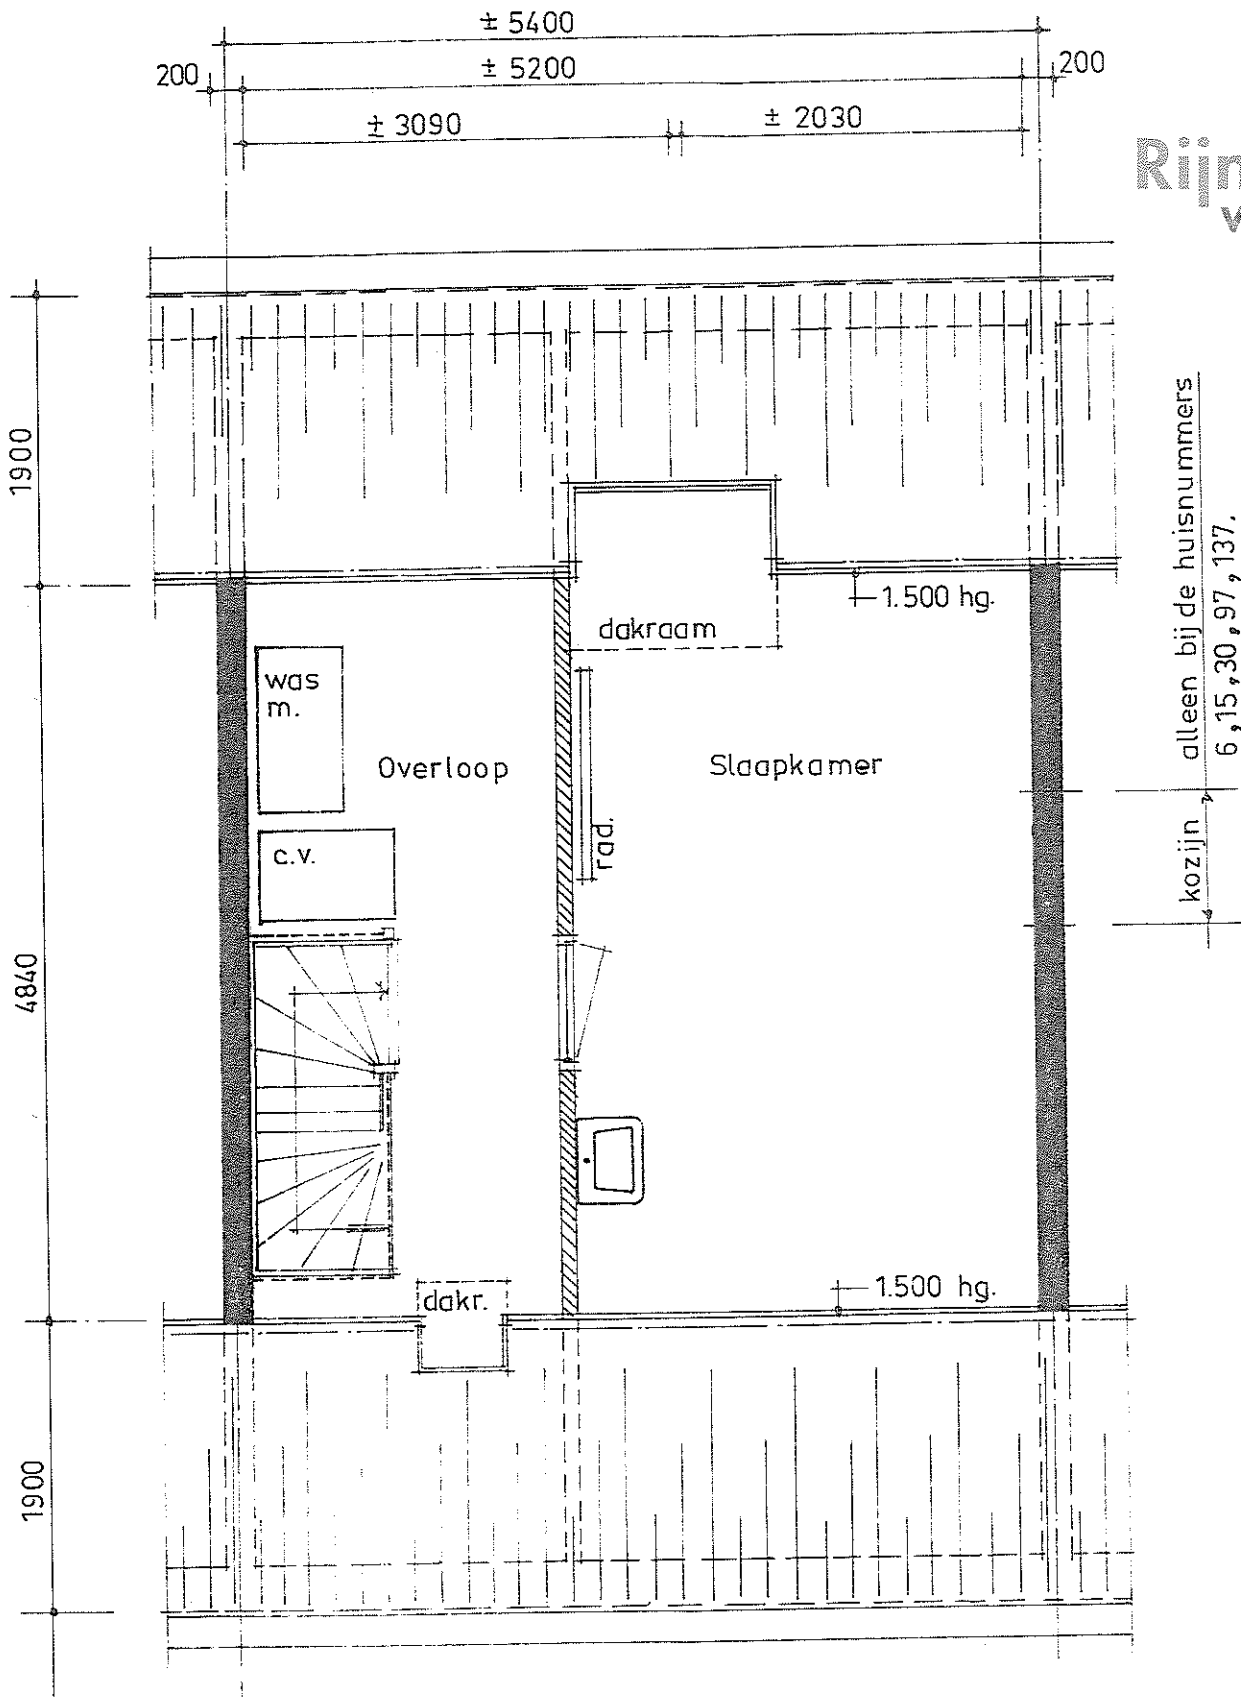 ± 5400
200
± 5200
200
± 3090
± 2030
Rijn
v
1900
4840
1900
1.500 hg.
dakraam
was
m.
Overloop
Slaapkamer
rad.
c.v.
kozijn
alleen bij de huisnummers
6, 15, 30, 97, 137.
dakr.
1.500 hg.